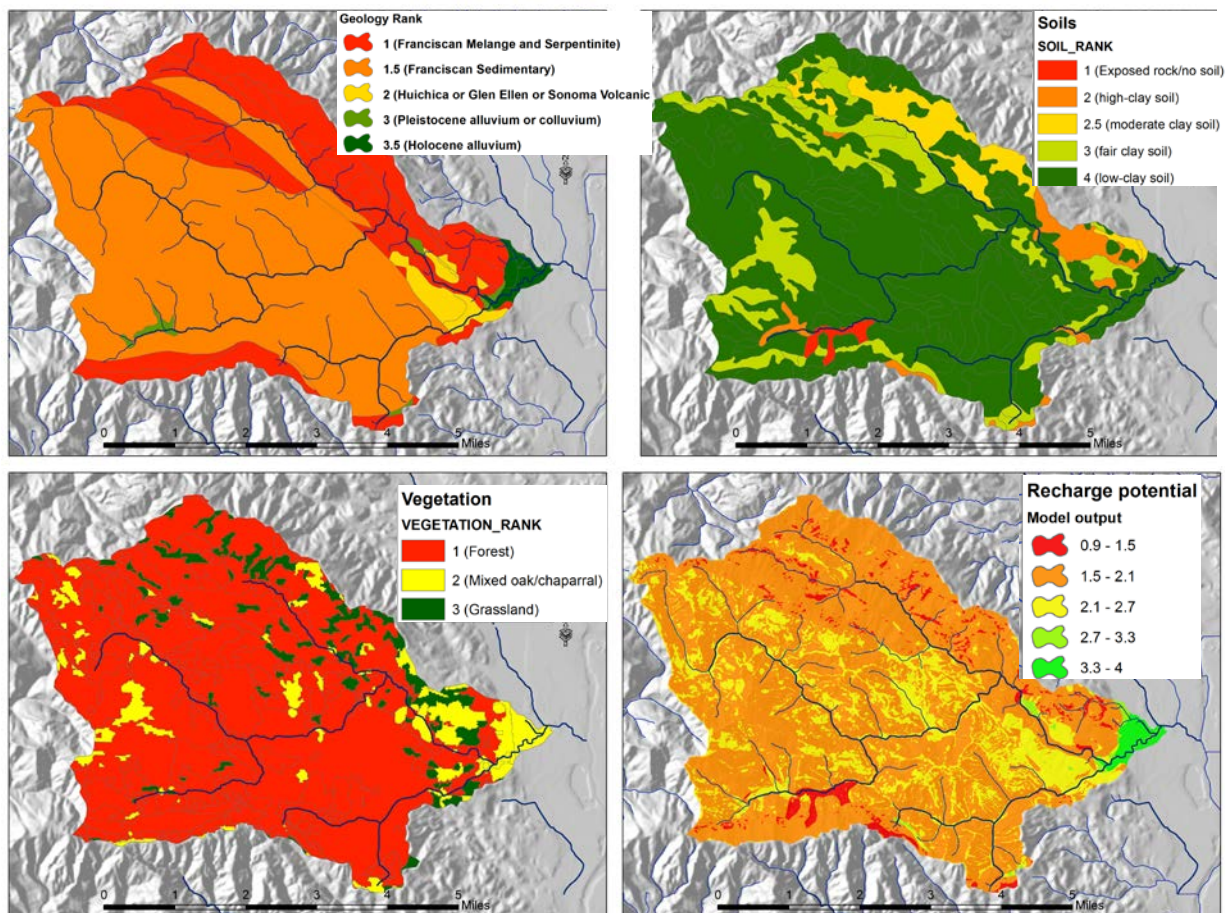 Geology Rank
1 (Franciscan Melange and Serpentinite)
1.5 (Franciscan Sedimentary)
2 (Huichica or Glen Ellen or Sonoma Volcanic
3 (Pleistocene alluvium or colluvium)
3.5 (Holocene alluvium)
0 1 2 3 4 5
Miles
Soils
SOIL_RANK
1 (Exposed rock/no soil)
2 (high-clay soil)
2.5 (moderate clay soil)
3 (fair clay soil)
4 (low-clay soil)
0 1 2 3 4 5
Miles
Vegetation
VEGETATION_RANK
1 (Forest)
2 (Mixed oak/chaparral)
3 (Grassland)
0 1 2 3 4 5
Miles
Recharge potential
Model output
0.9 - 1.5
1.5 - 2.1
2.1 - 2.7
2.7 - 3.3
3.3 - 4
0 1 2 3 4 5
Miles